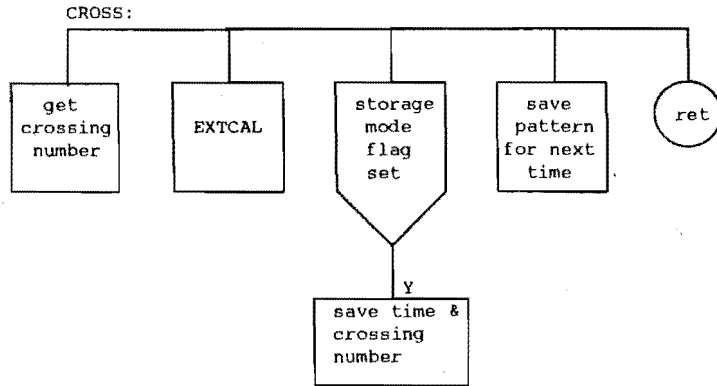 CROSS:
get
crossing
number
EXTCAL
storage
mode
flag
set
save
pattern
for next
time
ret
Y
save time &
crossing
number